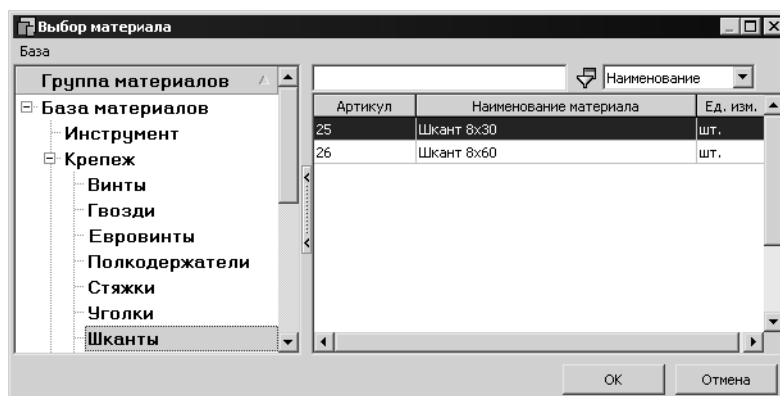 Выбор материала
База
Группа материалов
База материалов
Инструмент
Крепеж
Винты
Гвозди
Евровинты
Полкодержатели
Стяжки
Уголки
Шканты
Наименование
Артикул Наименование материала Ед. изм.
25 Шкант 8x30 шт.
26 Шкант 8x60 шт.
OK Отмена